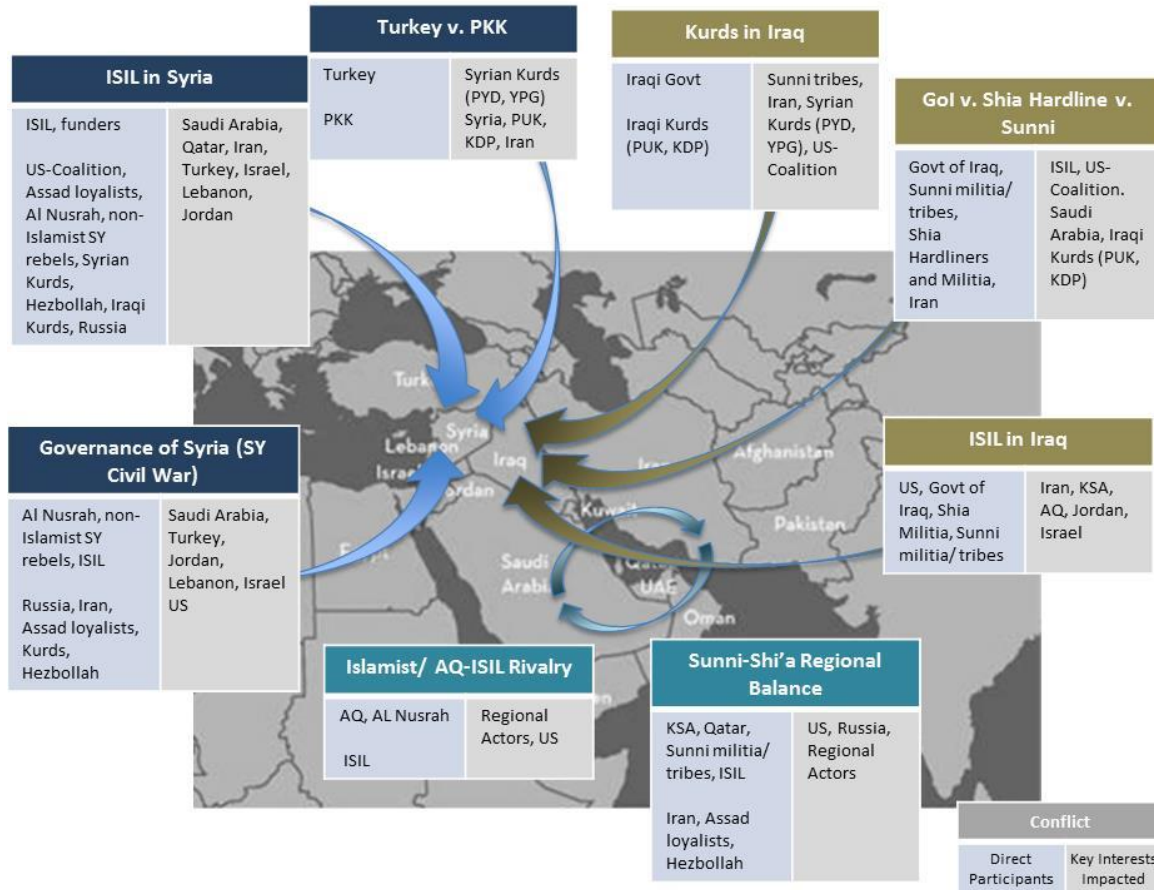 Turkey v. PKK
Turkey
PKK
Syrian Kurds
(PYD, YPG)
Syria, PUK,
KDP, Iran
Kurds in Iraq
Iraqi Govt
Iraqi Kurds
(PUK, KDP)
Sunni tribes,
Iran, Syrian
Kurds (PYD,
YPG), US-
Coalition
ISIL in Syria
ISIL, funders
US-Coalition,
Assad loyalists,
Al Nusrah, non-
Islamist SY
rebels, Syrian
Kurds,
Hezbollah, Iraqi
Kurds, Russia
Saudi Arabia,
Qatar, Iran,
Turkey, Israel,
Lebanon,
Jordan
GoI v. Shia Hardline v.
Sunni
Govt of Iraq,
Sunni militia/
tribes,
Shia
Hardliners
and Militia,
Iran
ISIL, US-
Coalition.
Saudi
Arabia, Iraqi
Kurds (PUK,
KDP)
Syria
Lebanon
Iraq
Afghanistan
Pakistan
Kuwait
Saudi
UAE
Oman
Governance of Syria (SY
Civil War)
Al Nusrah, non-
Islamist SY
rebels, ISIL
Russia, Iran,
Assad loyalists,
Kurds,
Hezbollah
Saudi Arabia,
Turkey,
Jordan,
Lebanon, Israel
US
ISIL in Iraq
US, Govt of
Iraq, Shia
Militia, Sunni
militia/ tribes
Iran, KSA,
AQ, Jordan,
Israel
Islamist/ AQ-ISIL Rivalry
AQ, AL Nusrah
ISIL
Regional
Actors, US
Sunni-Shi’a Regional
Balance
KSA, Qatar,
Sunni militia/
tribes, ISIL
Iran, Assad
loyalists,
Hezbollah
US, Russia,
Regional
Actors
Conflict
Direct
Participants
Key Interests
Impacted